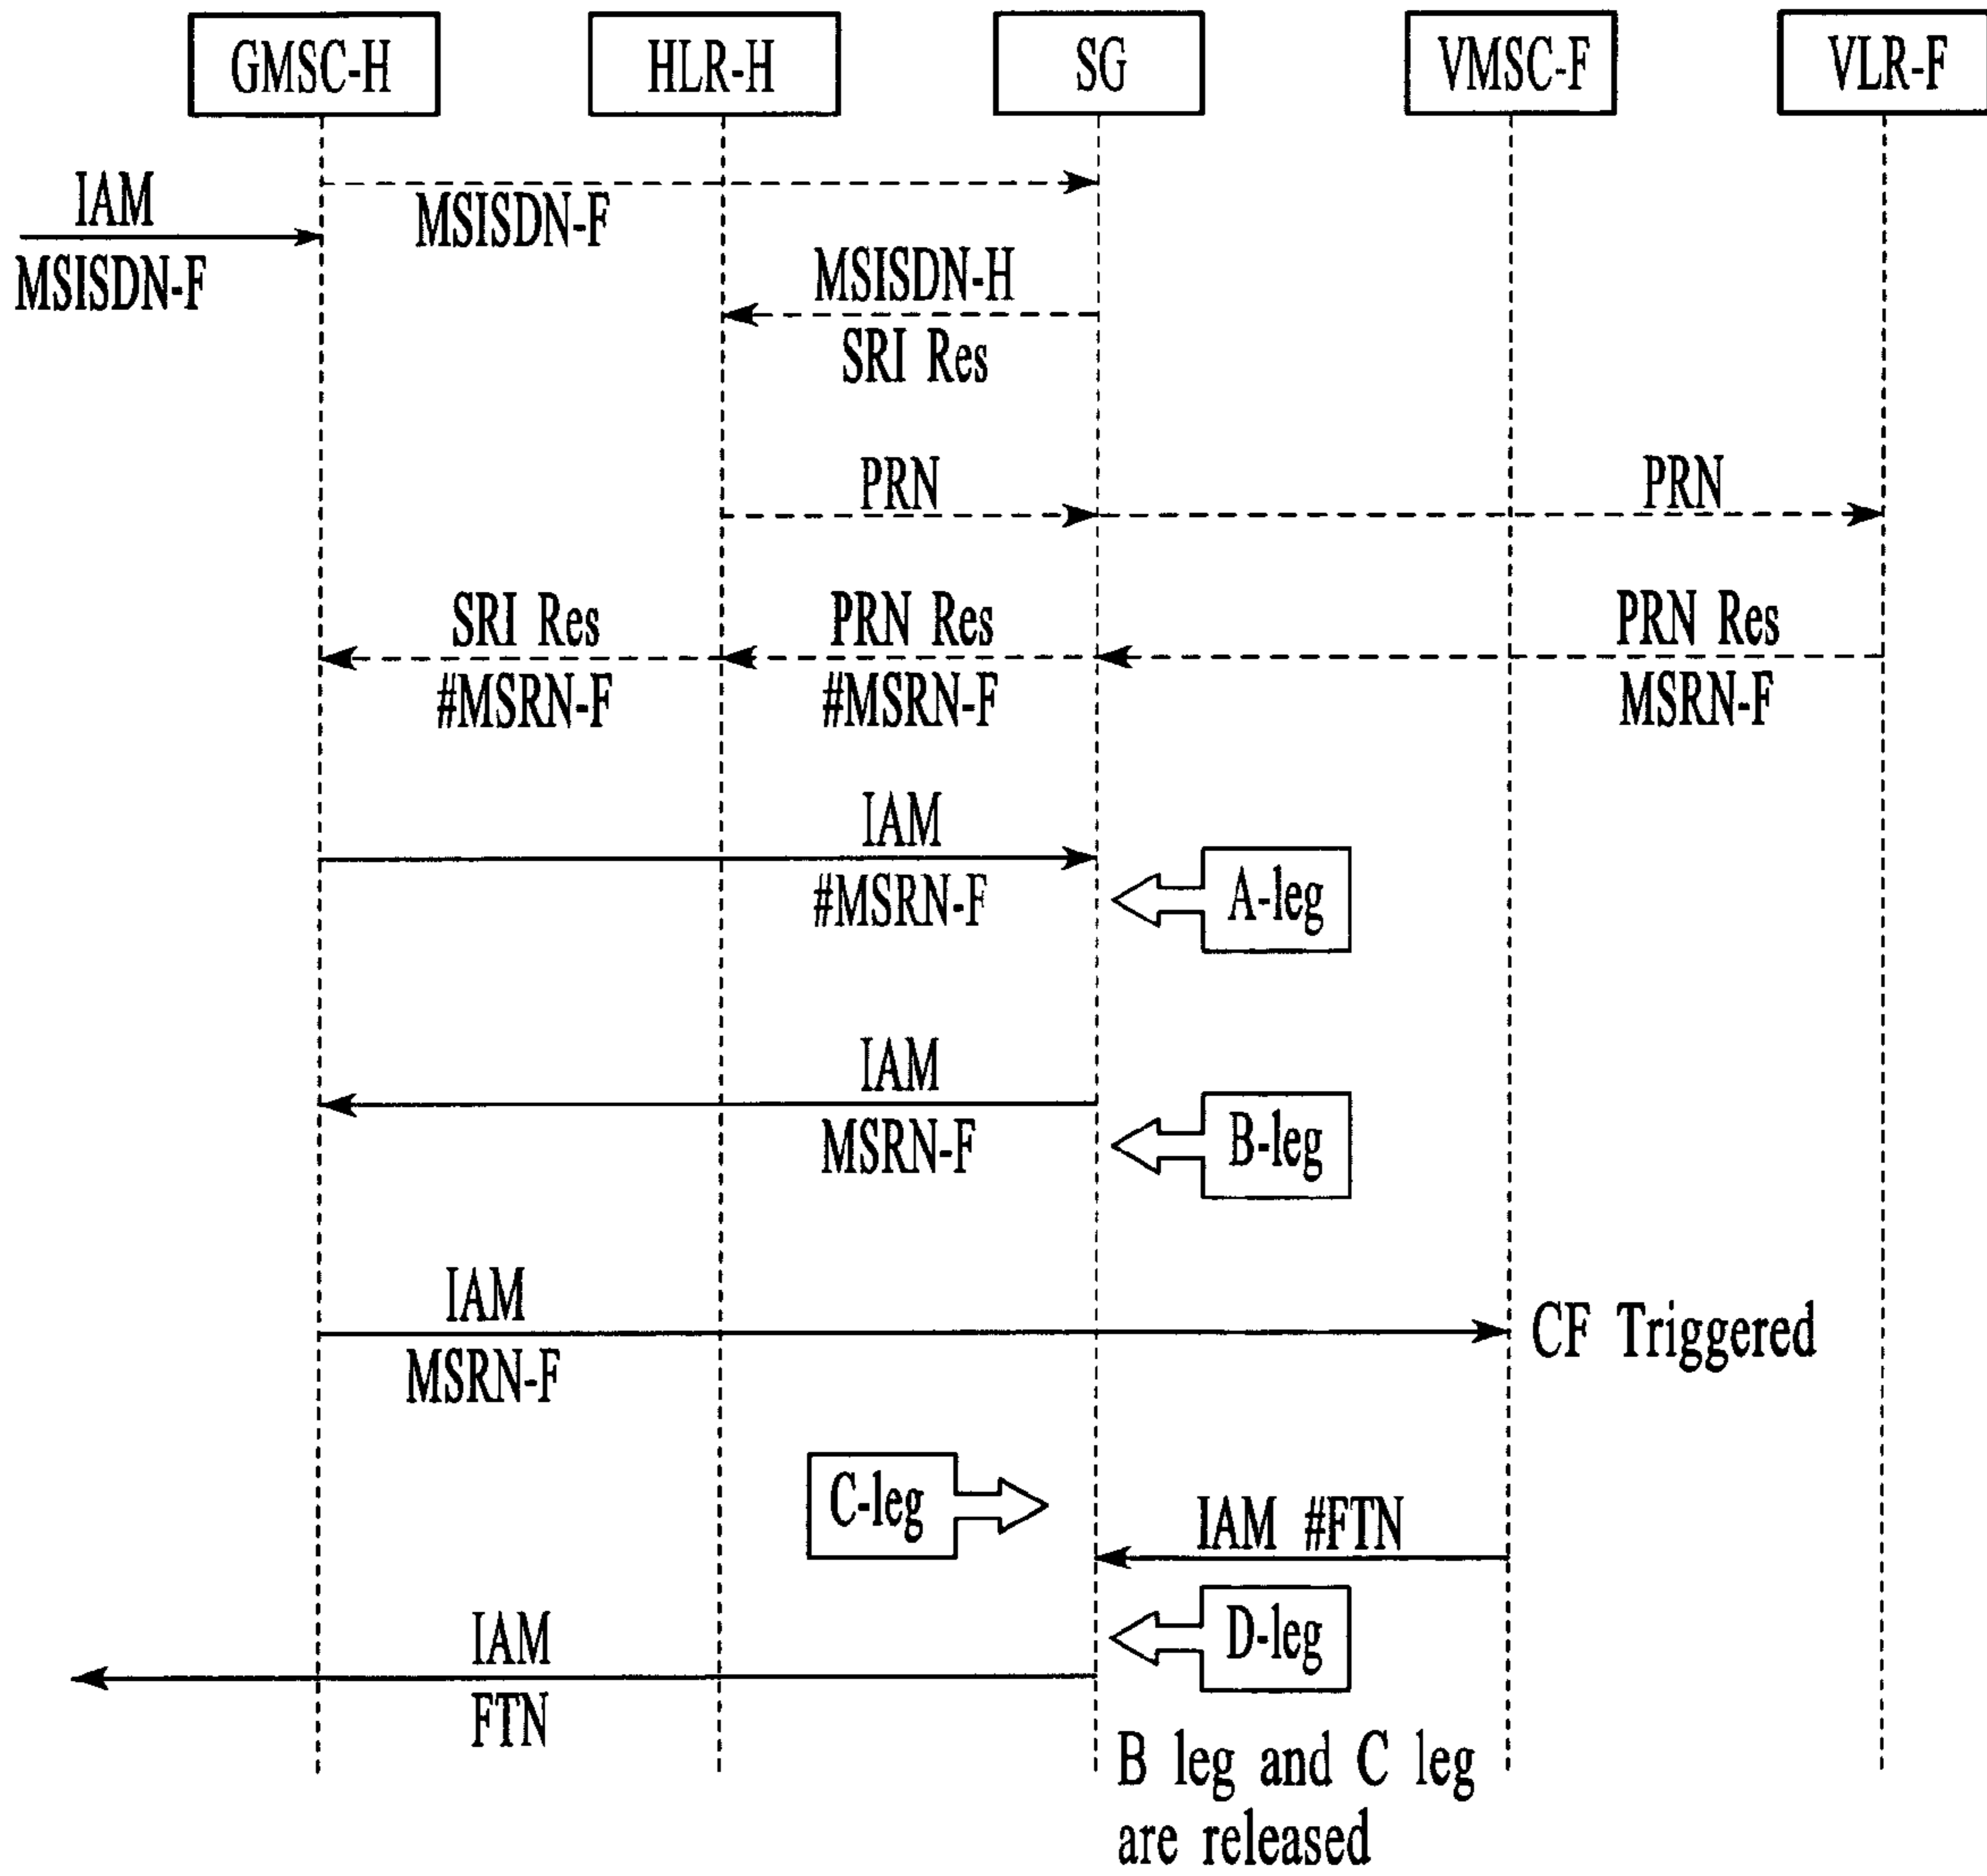 GMSC-H
HLR-H
SG
VMSC-F
VLR-F
IAM
MSISDN-F
MSISDN-F
MSISDN-H
SRI Res
PRN
PRN
SRI Res
#MSRN-F
PRN Res
#MSRN-F
PRN Res
MSRN-F
IAM
#MSRN-F
A-leg
IAM
MSRN-F
B-leg
IAM
MSRN-F
CF Triggered
C-leg
IAM #FTN
D-leg
IAM
FTN
B leg and C leg
are released